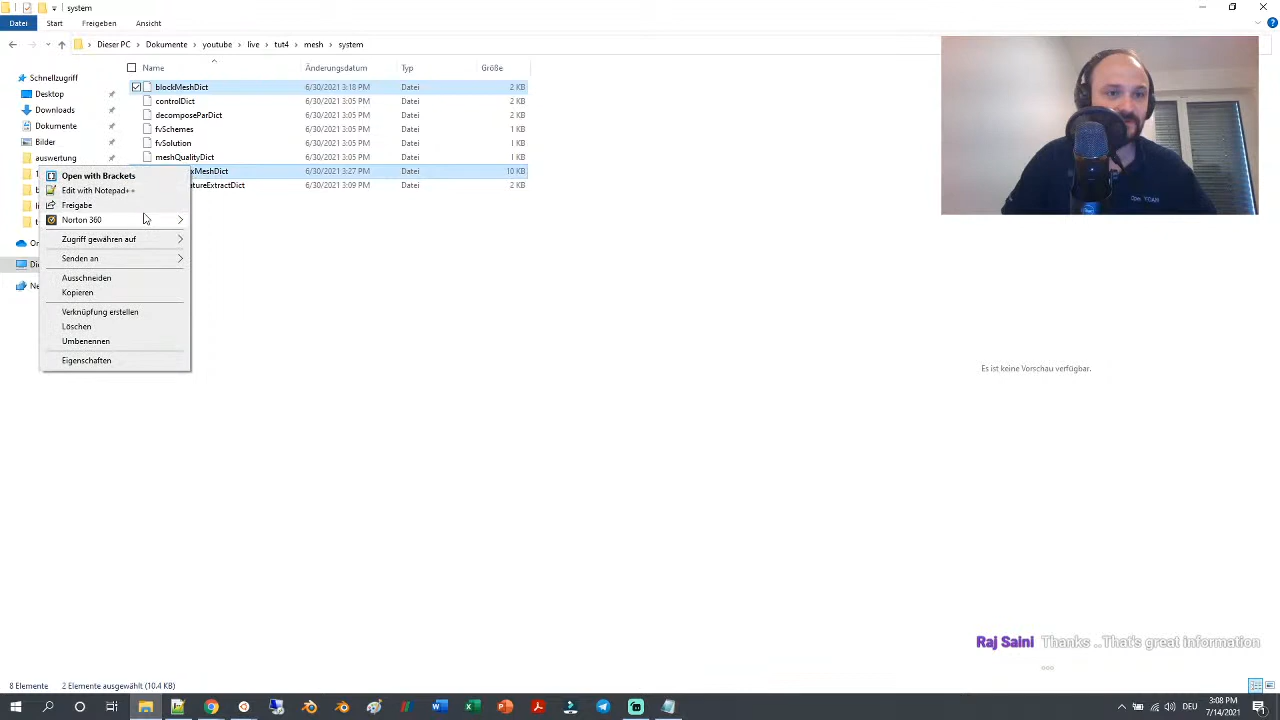 system
Datei Start Freigeben Ansicht
Dieser PC Dokumente youtube live tut4 mesh system
Name Änderungsdatum Typ Größe
Schnellzugriff
Desktop
Downloads
Dokumente
Bilder
auswertung
blockMeshDict 6/30/2021 3:18 PM Datei 2 KB
controlDict 6/30/2021 3:05 PM Datei 2 KB
decomposeParDict 6/30/2021 3:05 PM Datei 2 KB
fvSchemes 6/30/2021 3:05 PM Datei 1 KB
fvSolution 6/30/2021 3:05 PM Datei 2 KB
meshQualityDict 6/30/2021 3:05 PM Datei 1 KB
xMeshDict 6/30/2021 3:27 PM Datei 10 KB
tureExtractDict 6/30/2021 3:09 PM Datei 2 KB
Open with Brackets
Edit with Notepad++
Freigabe
Norton 360
Zugriff gewähren auf
Senden an
Ausschneiden
Kopieren
Verknüpfung erstellen
Löschen
Umbenennen
Eigenschaften
Es ist keine Vorschau verfügbar.
Raj Saini Thanks ..That's great information
8 Elemente 2 Elemente ausgewählt (10.4 KB)
DEU
3:08 PM
7/14/2021